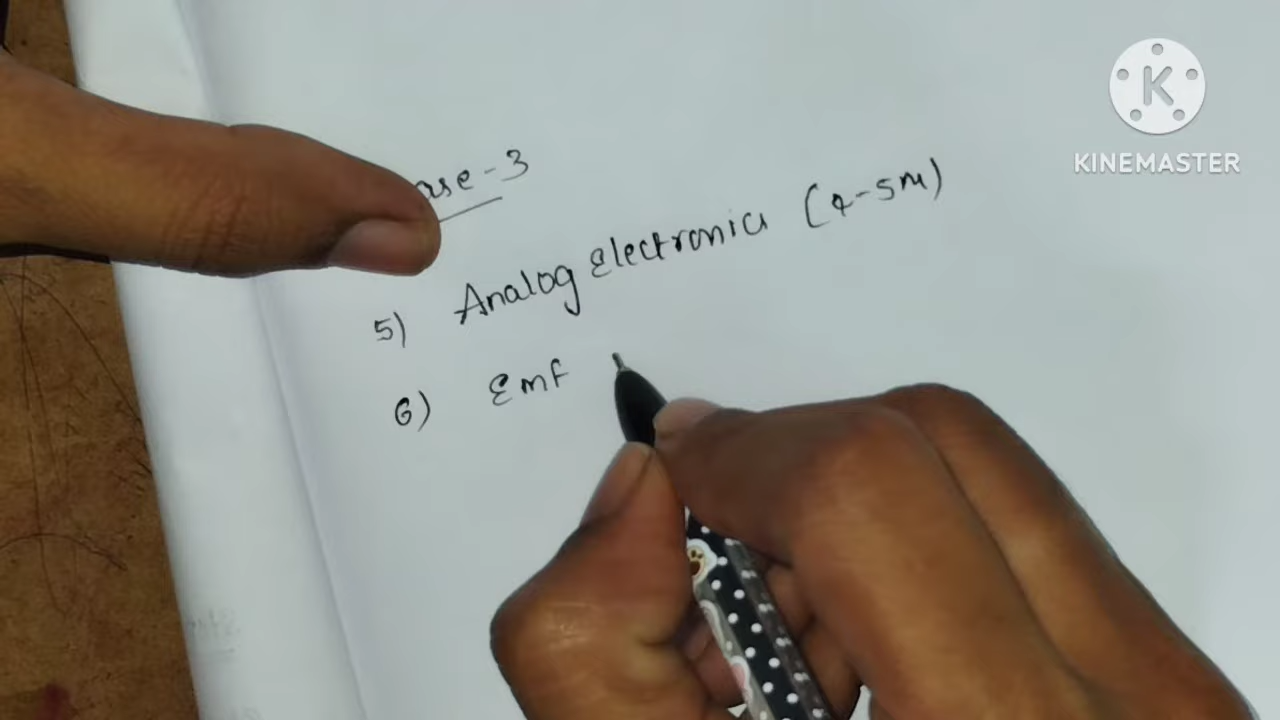 ase-3
5) Analog Electronics (4-5M)
6) Emf
K
KINEMASTER